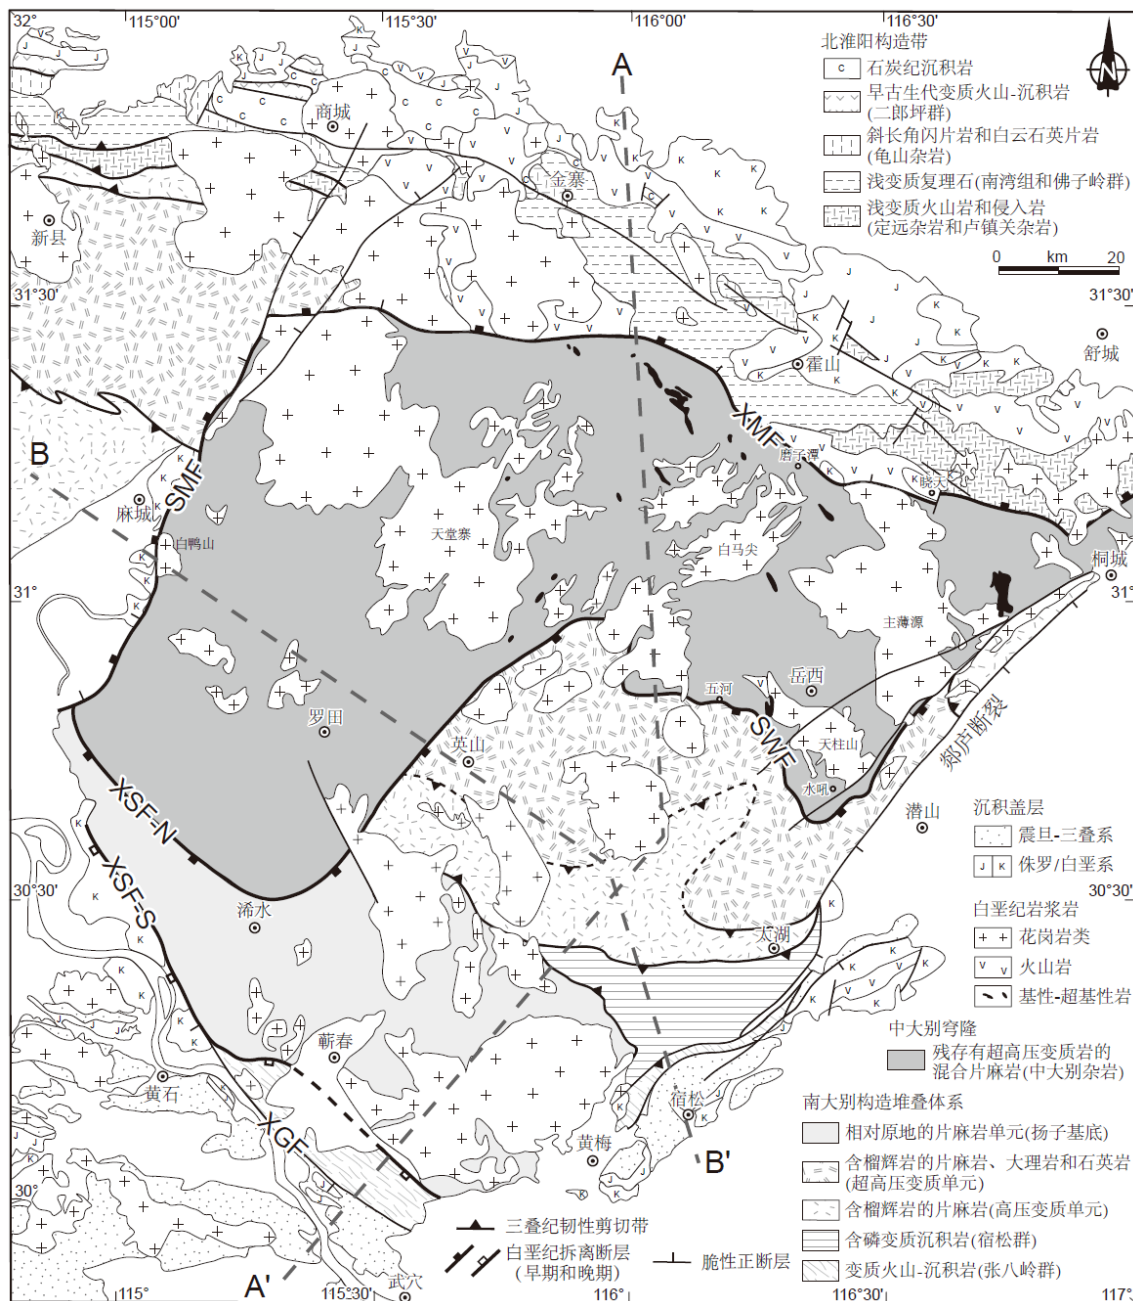 32°
115°00'
115°30'
116°00'
116°30'
A
北淮阳构造带
石炭纪沉积岩
早古生代变质火山-沉积岩
(二郎坪群)
斜长角闪片岩和白云石英片岩
(龟山杂岩)
浅变质复理石(南湾组和佛子岭群)
浅变质火山岩和侵入岩
(定远杂岩和卢镇关杂岩)
N
0 km 20
商城
金寨
新县
31°30'
31°30'
舒城
霍山
B
XMF
磨子潭
SMF
晓天
麻城
白鸭山
天堂寨
白马尖
桐城
31°
31°
主薄源
岳西
五河
罗田
英山
SWF
天柱山
郯庐断裂
水吼
潜山
XSF-N
XSF-S
沉积盖层
震旦-三叠系
侏罗/白垩系
30°30'
30°30'
浠水
太湖
白垩纪岩浆岩
花岗岩类
火山岩
基性-超基性岩
中大别穹隆
残存有超高压变质岩的
混合片麻岩(中大别杂岩)
蕲春
黄石
宿松
XGF
黄梅
B'
南大别构造堆叠体系
相对原地的片麻岩单元(扬子基底)
含榴辉岩的片麻岩、大理岩和石英岩
(超高压变质单元)
含榴辉岩的片麻岩(高压变质单元)
含磷变质沉积岩(宿松群)
变质火山-沉积岩(张八岭群)
30°
三叠纪韧性剪切带
白垩纪拆离断层
(早期和晚期)
脆性正断层
A'
武穴
115°
115°30'
116°
116°30'
117°